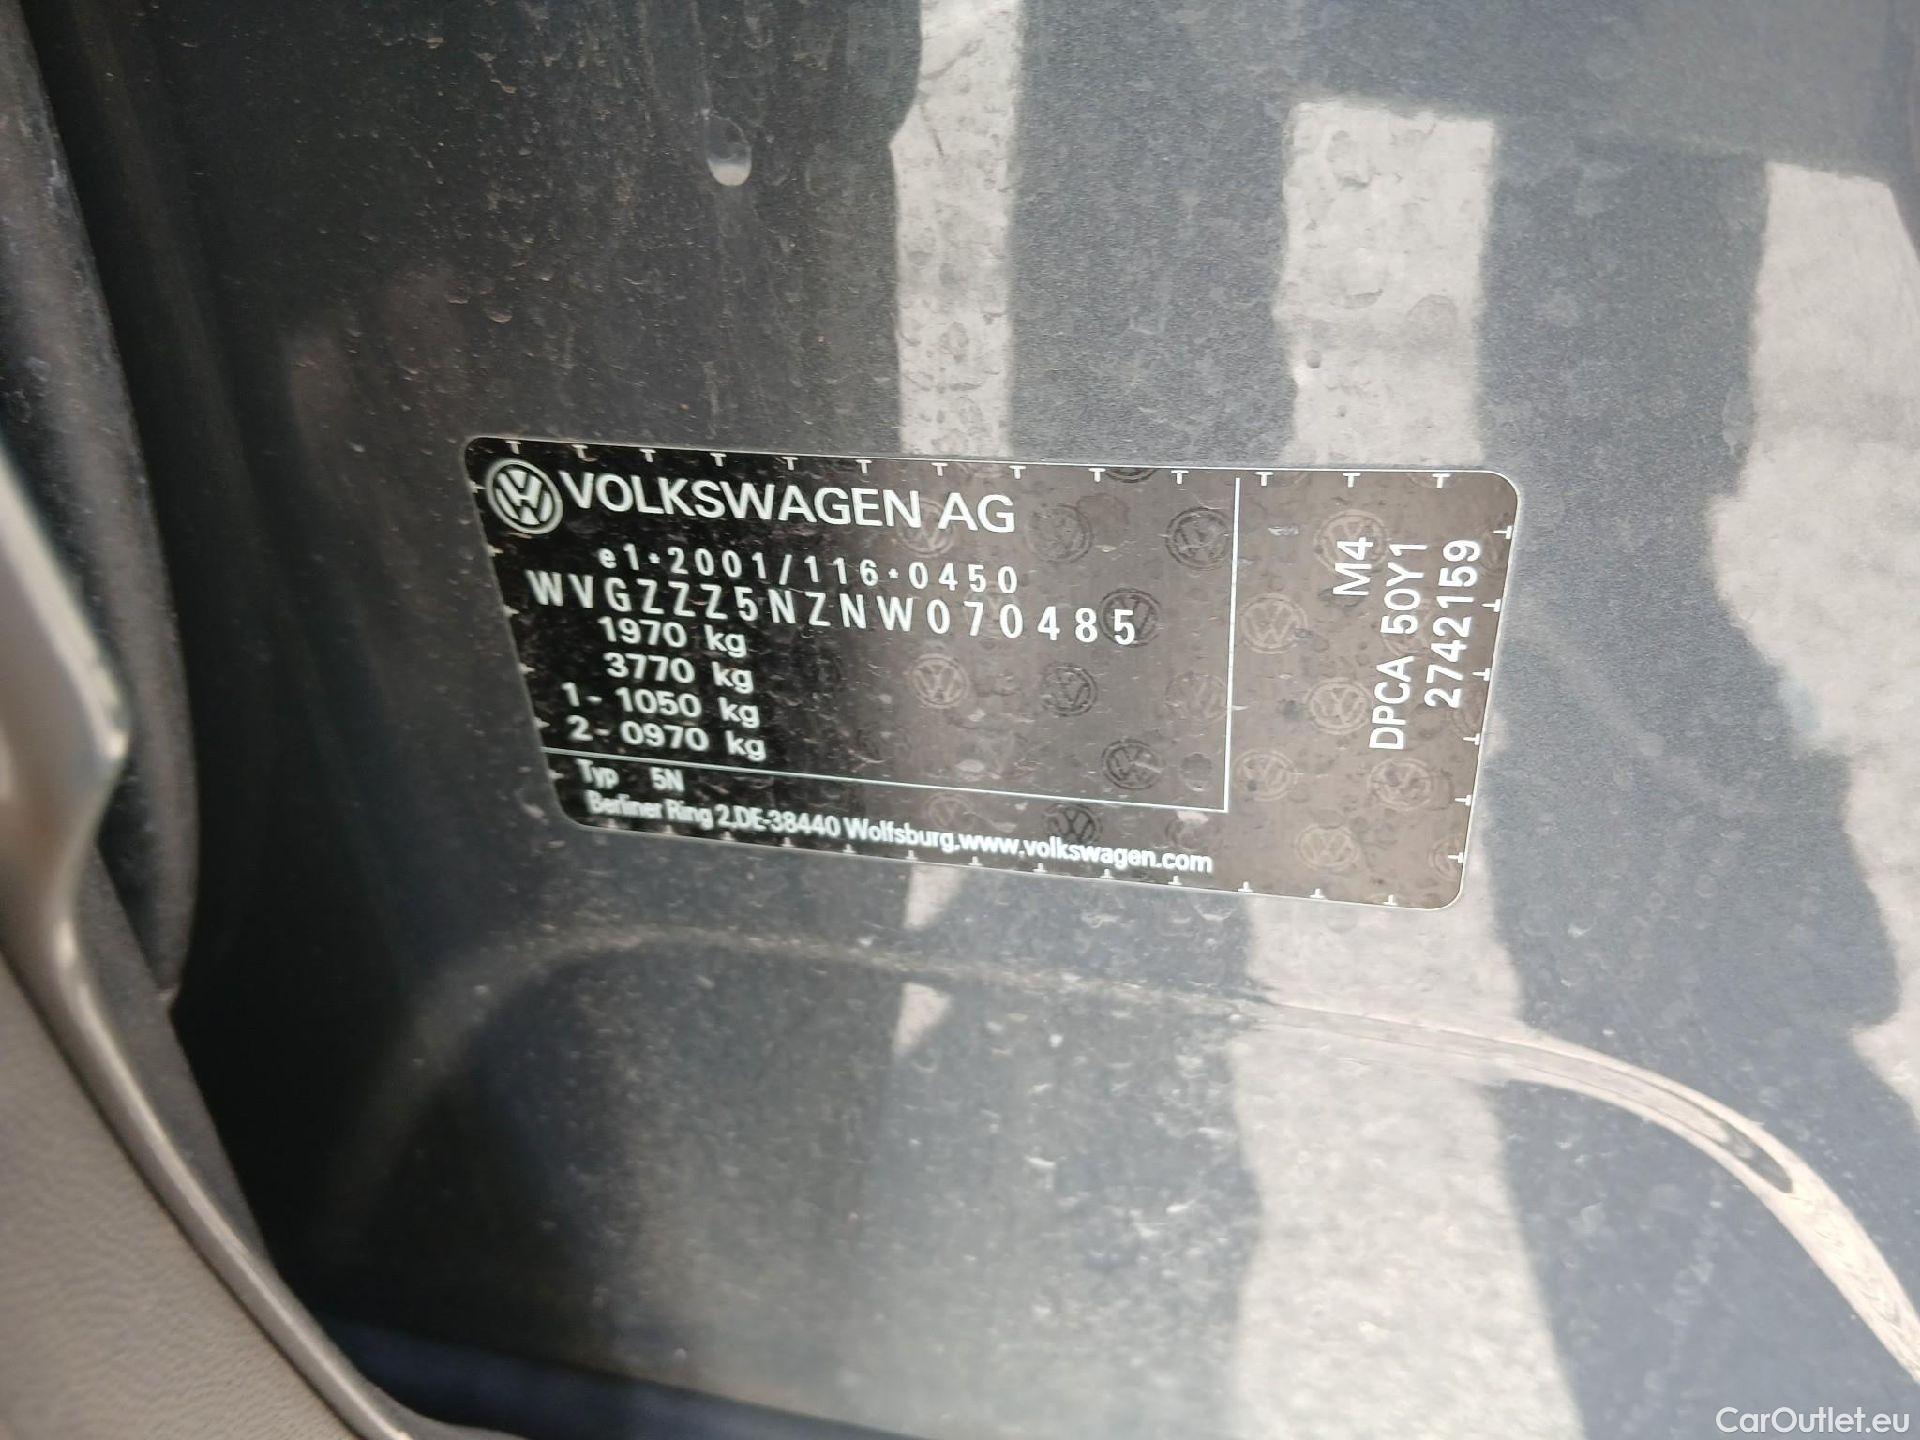 VOLKSWAGEN AG
e1*2001/116*0450
WVGZZZ5NZNW070485
1970 kg
3770 kg
1- 1050 kg
2- 0970 kg
Typ 5N
Berliner Ring 2,DE-38440 Wolfsburg,www.volkswagen.com
M4
DPCA 50Y1
2742159
CarOutlet.eu